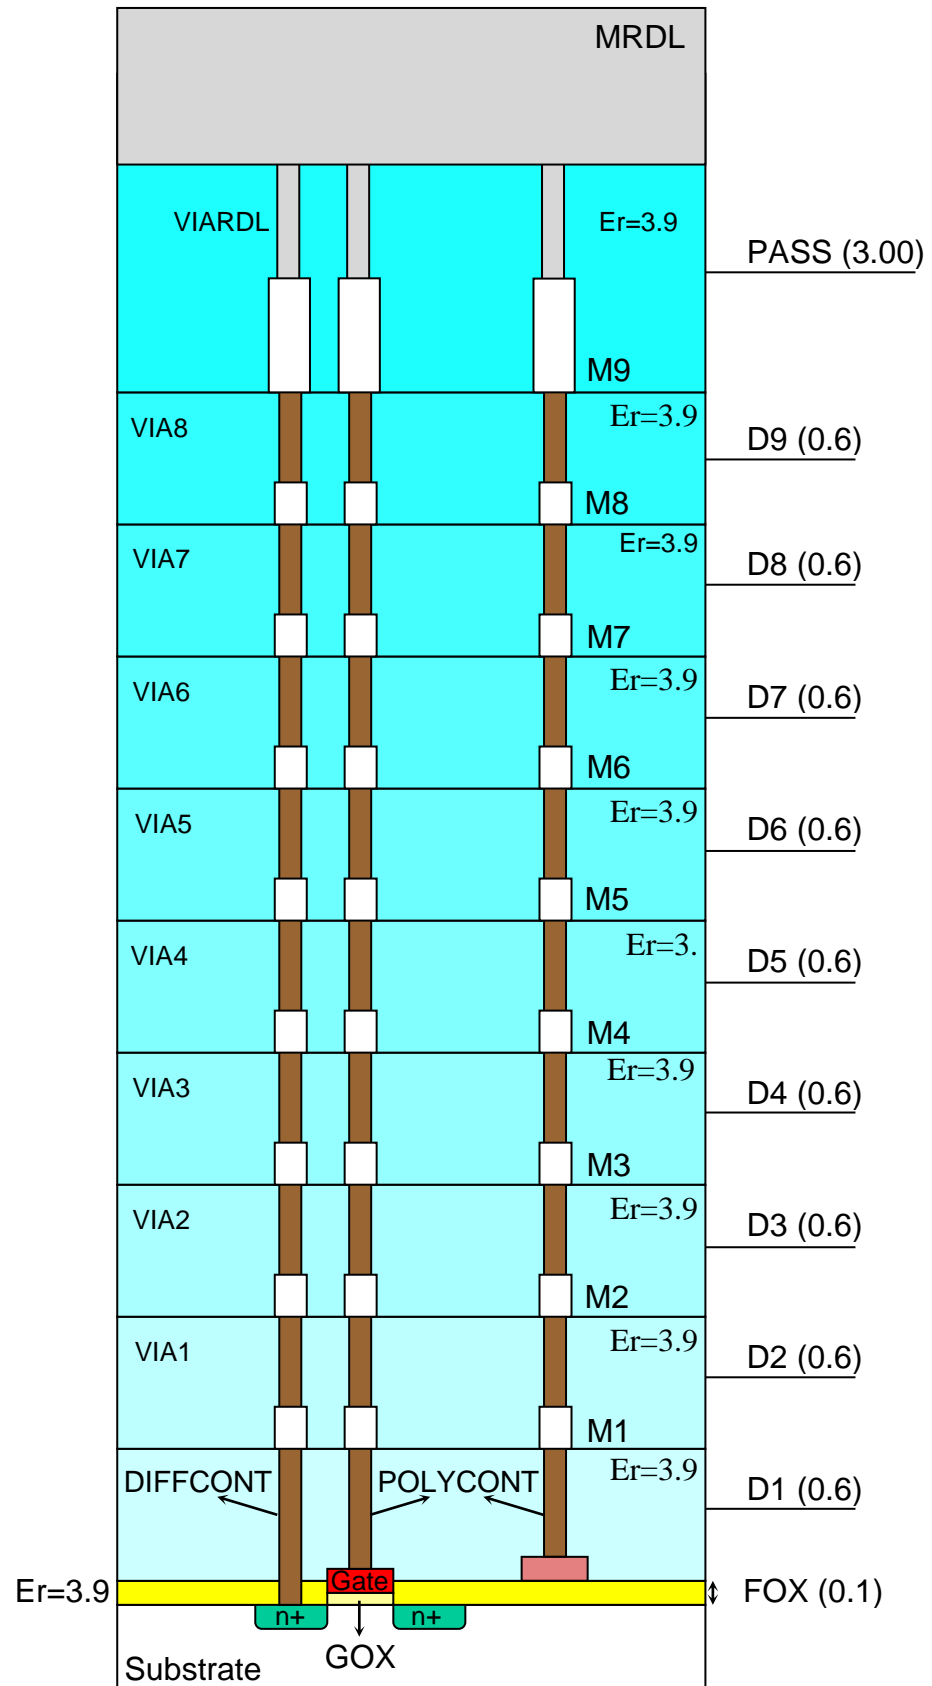 MRDL
VIARDL
Er=3.9
PASS (3.00)
M9
VIA8
Er=3.9
D9 (0.6)
M8
VIA7
Er=3.9
D8 (0.6)
M7
VIA6
Er=3.9
D7 (0.6)
M6
VIA5
Er=3.9
D6 (0.6)
M5
VIA4
Er=3.
D5 (0.6)
M4
VIA3
Er=3.9
D4 (0.6)
M3
VIA2
Er=3.9
D3 (0.6)
M2
VIA1
Er=3.9
D2 (0.6)
M1
DIFFCONT
POLYCONT
Er=3.9
D1 (0.6)
Er=3.9
Gate
FOX (0.1)
n+
n+
GOX
Substrate